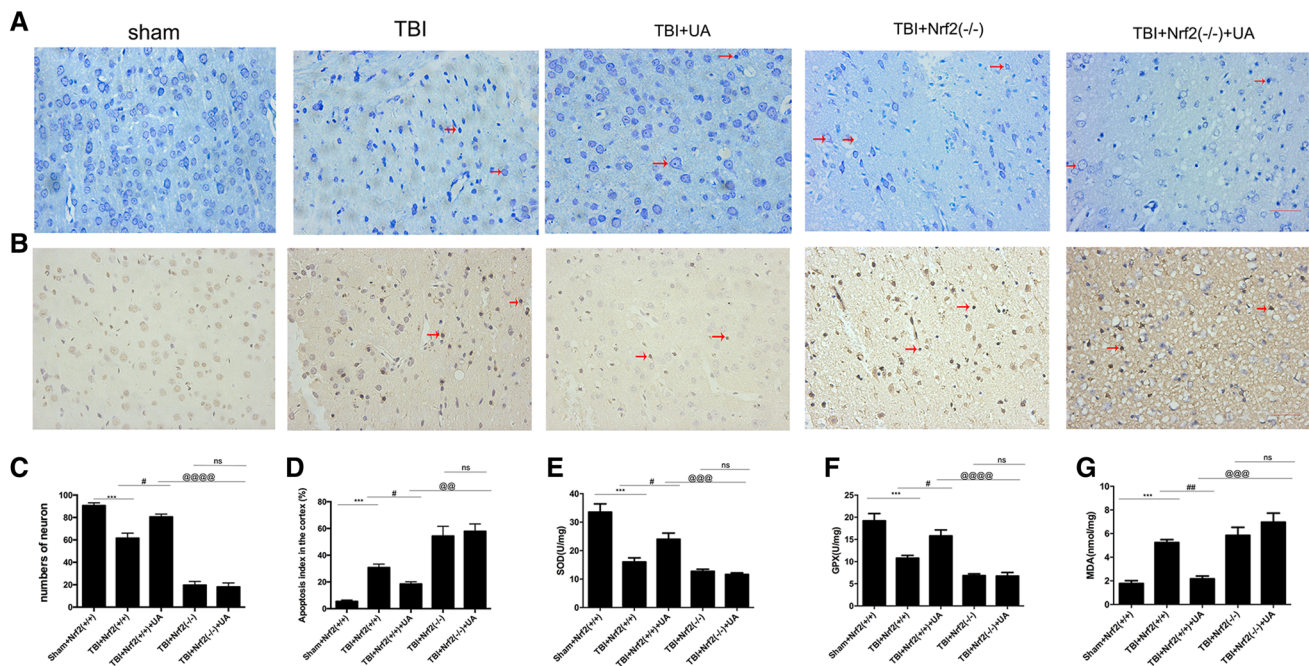 A
sham
TBI
TBI+UA
TBI+Nrf2(-/-)
TBI+Nrf2(-/-)+UA
B
C
numbers of neuron
100
80
60
40
20
0
***
#
@@@@
ns
Sham+Nrf2(+/+)
TBI+Nrf2(+/+)
TBI+Nrf2(+/+)+UA
TBI+Nrf2(-/-)
TBI+Nrf2(-/-)+UA
D
Apoptosis index in the cortex (%)
80
60
40
20
0
***
#
@@
ns
Sham+Nrf2(+/+)
TBI+Nrf2(+/+)
TBI+Nrf2(+/+)+UA
TBI+Nrf2(-/-)
TBI+Nrf2(-/-)+UA
E
SOD(U/mg)
40
30
20
10
0
***
#
@@@
ns
Sham+Nrf2(+/+)
TBI+Nrf2(+/+)
TBI+Nrf2(+/+)+UA
TBI+Nrf2(-/-)
TBI+Nrf2(-/-)+UA
F
GPX(U/mg)
25
20
15
10
5
0
***
#
@@@@
ns
Sham+Nrf2(+/+)
TBI+Nrf2(+/+)
TBI+Nrf2(+/+)+UA
TBI+Nrf2(-/-)
TBI+Nrf2(-/-)+UA
G
MDA(nmol/mg)
10
8
6
4
2
0
***
##
@@@
ns
Sham+Nrf2(+/+)
TBI+Nrf2(+/+)
TBI+Nrf2(+/+)+UA
TBI+Nrf2(-/-)
TBI+Nrf2(-/-)+UA